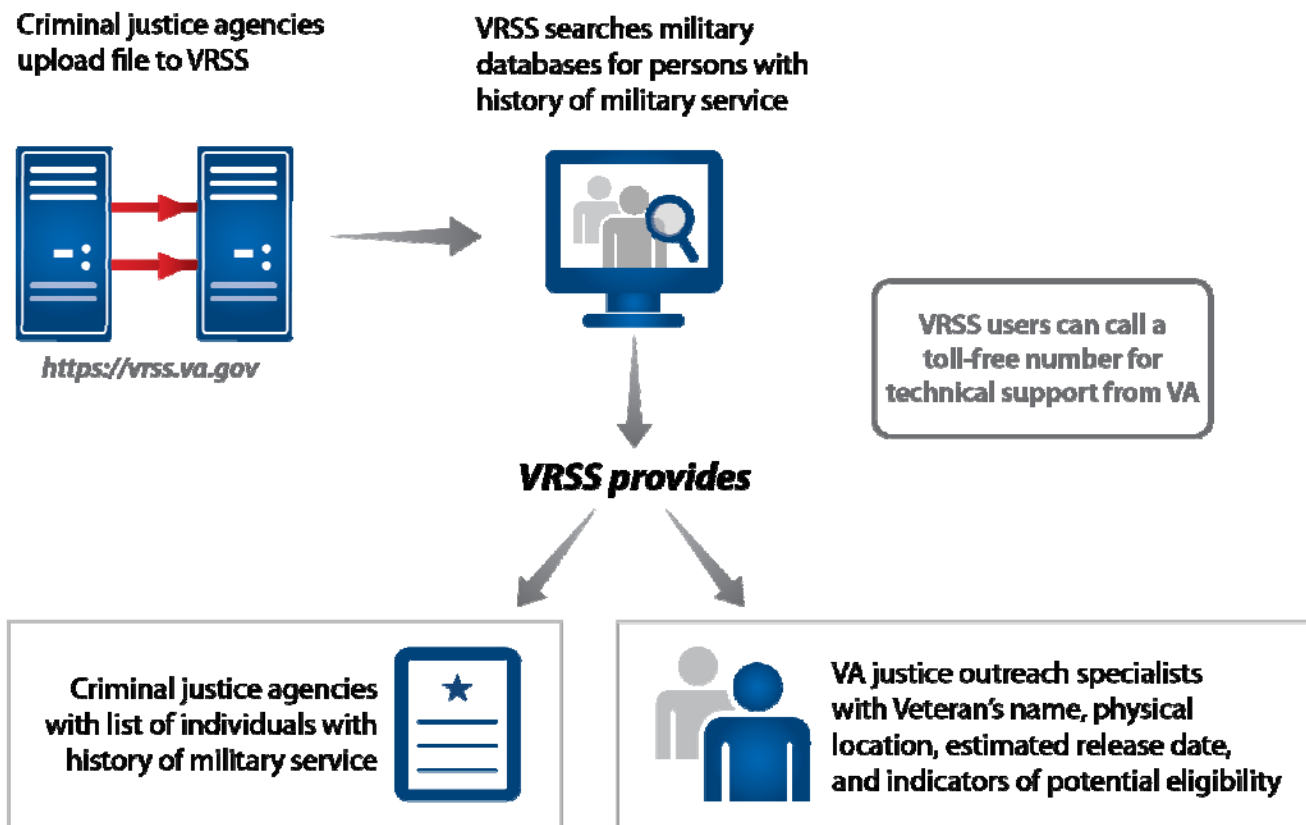 Criminal justice agencies
upload file to VRSS
VRSS searches military
databases for persons with
history of military service
https://vrss.va.gov
VRSS users can call a
toll-free number for
technical support from VA
VRSS provides
Criminal justice agencies
with list of individuals with
history of military service
VA justice outreach specialists
with Veteran's name, physical
location, estimated release date,
and indicators of potential eligibility